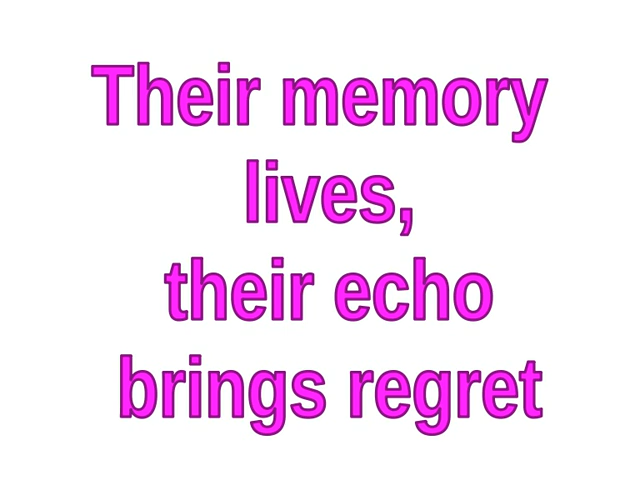 Their memory
lives,
their echo
brings regret